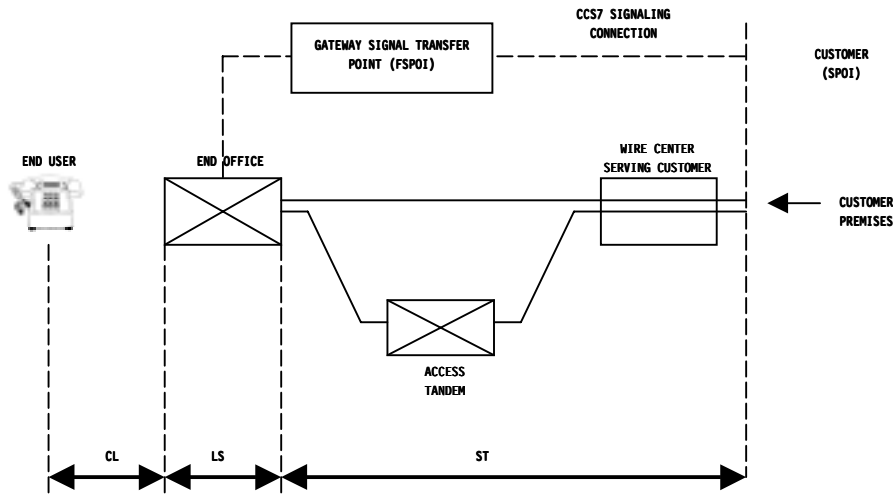 CCS7 SIGNALING
CONNECTION
GATEWAY SIGNAL TRANSFER
POINT (FSPOI)
CUSTOMER
(SPOI)
END USER
END OFFICE
WIRE CENTER
SERVING CUSTOMER
CUSTOMER
PREMISES
ACCESS
TANDEM
CL
LS
ST